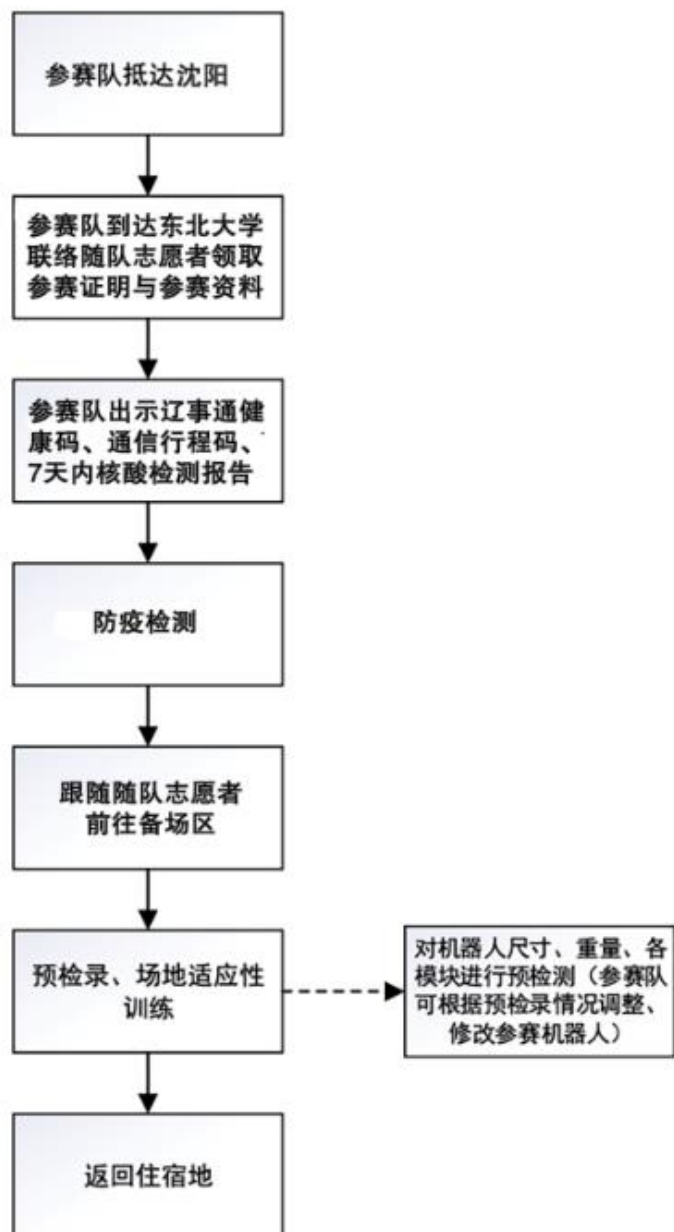 参赛队抵达沈阳
参赛队到达东北大学
联络随队志愿者领取
参赛证明与参赛资料
参赛队出示辽事通健
康码、通信行程码、
7天内核酸检测报告
防疫检测
跟随随队志愿者
前往备场区
预检录、场地适应性
训练
对机器人尺寸、重量、各
模块进行预检测（参赛队
可根据预检录情况调整、
修改参赛机器人）
返回住宿地